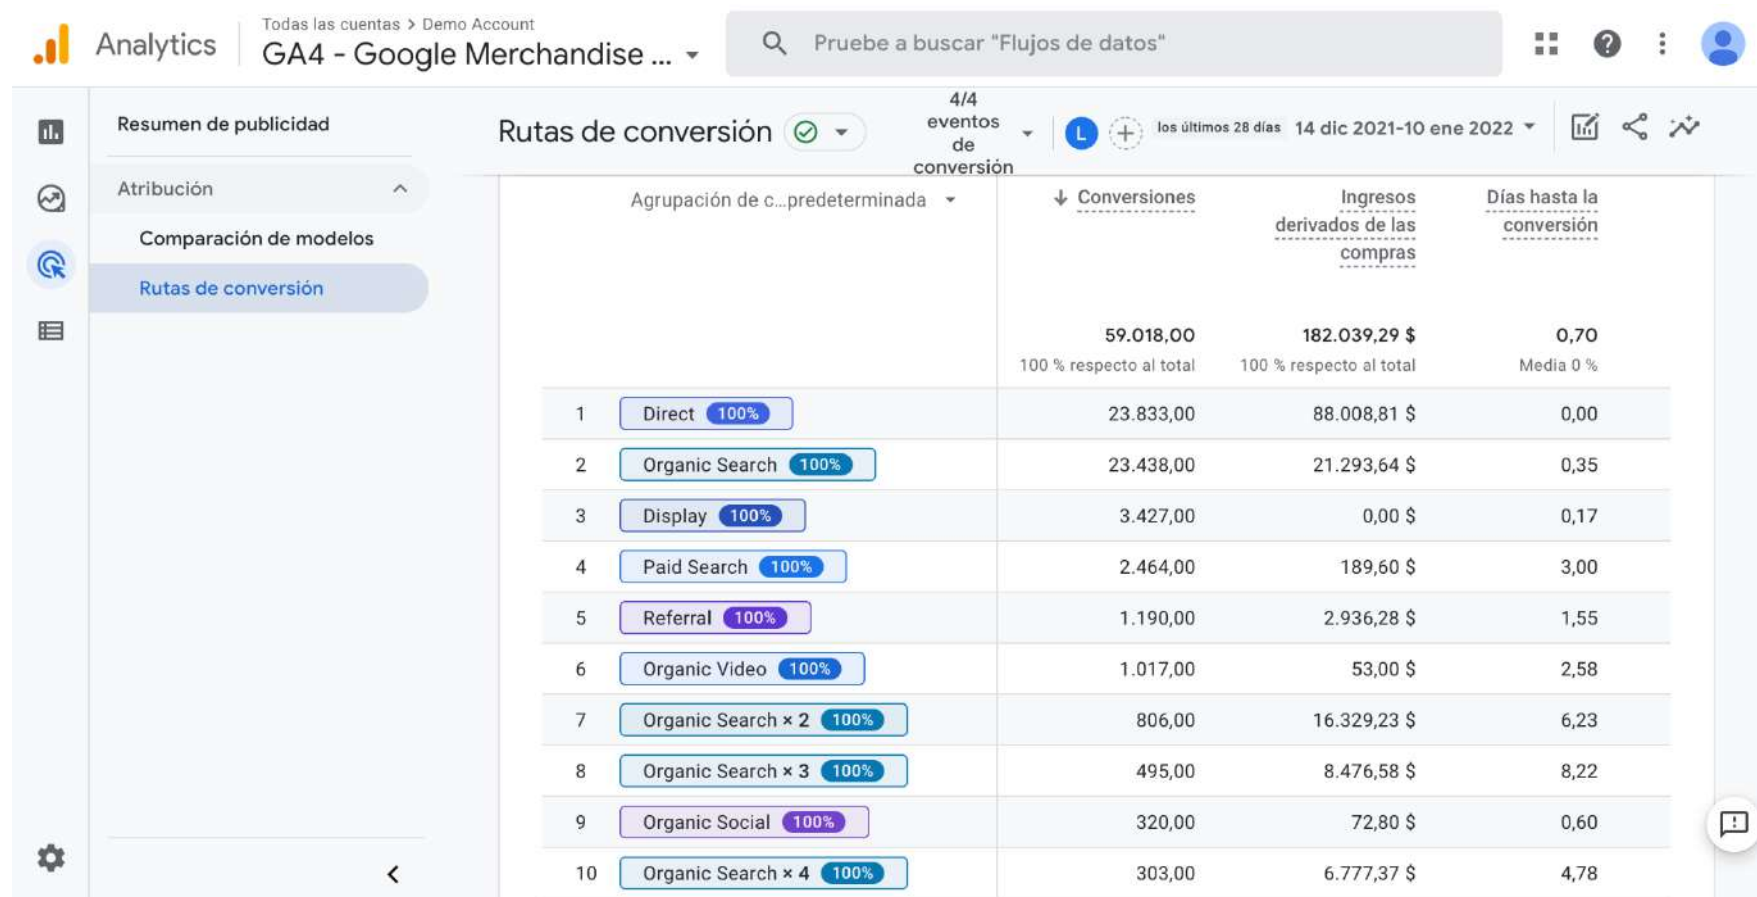 Todas las cuentas > Demo Account
Analytics
GA4 - Google Merchandise ...
Pruebe a buscar "Flujos de datos"
Resumen de publicidad
Atribución
Comparación de modelos
Rutas de conversión
Rutas de conversión
4/4
eventos
de
conversión
L
los últimos 28 días 14 dic 2021-10 ene 2022
Agrupación de c...predeterminada
Conversiones
Ingresos
derivados de las
compras
Días hasta la
conversión
59.018,00 182.039,29 $ 0,70
100 % respecto al total 100 % respecto al total Media 0 %
1 Direct 100% 23.833,00 88.008,81 $ 0,00
2 Organic Search 100% 23.438,00 21.293,64 $ 0,35
3 Display 100% 3.427,00 0,00 $ 0,17
4 Paid Search 100% 2.464,00 189,60 $ 3,00
5 Referral 100% 1.190,00 2.936,28 $ 1,55
6 Organic Video 100% 1.017,00 53,00 $ 2,58
7 Organic Search × 2 100% 806,00 16.329,23 $ 6,23
8 Organic Search × 3 100% 495,00 8.476,58 $ 8,22
9 Organic Social 100% 320,00 72,80 $ 0,60
10 Organic Search × 4 100% 303,00 6.777,37 $ 4,78